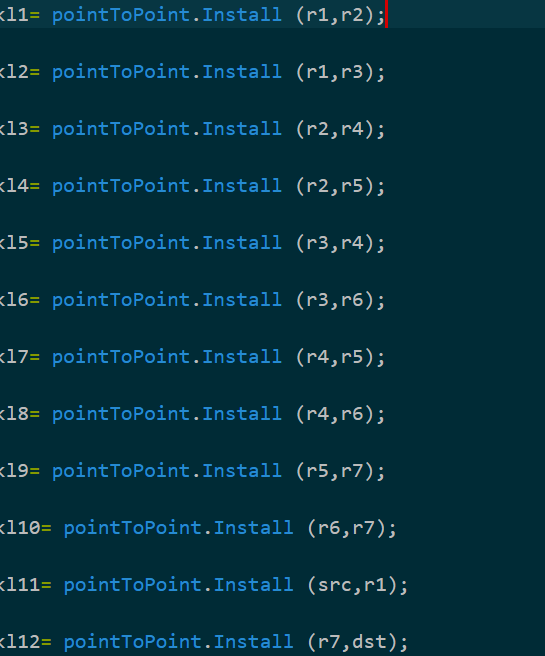 kl1= pointToPoint.Install (r1,r2);
kl2= pointToPoint.Install (r1,r3);
kl3= pointToPoint.Install (r2,r4);
kl4= pointToPoint.Install (r2,r5);
kl5= pointToPoint.Install (r3,r4);
kl6= pointToPoint.Install (r3,r6);
kl7= pointToPoint.Install (r4,r5);
kl8= pointToPoint.Install (r4,r6);
kl9= pointToPoint.Install (r5,r7);
kl10= pointToPoint.Install (r6,r7);
kl11= pointToPoint.Install (src,r1);
kl12= pointToPoint.Install (r7,dst);